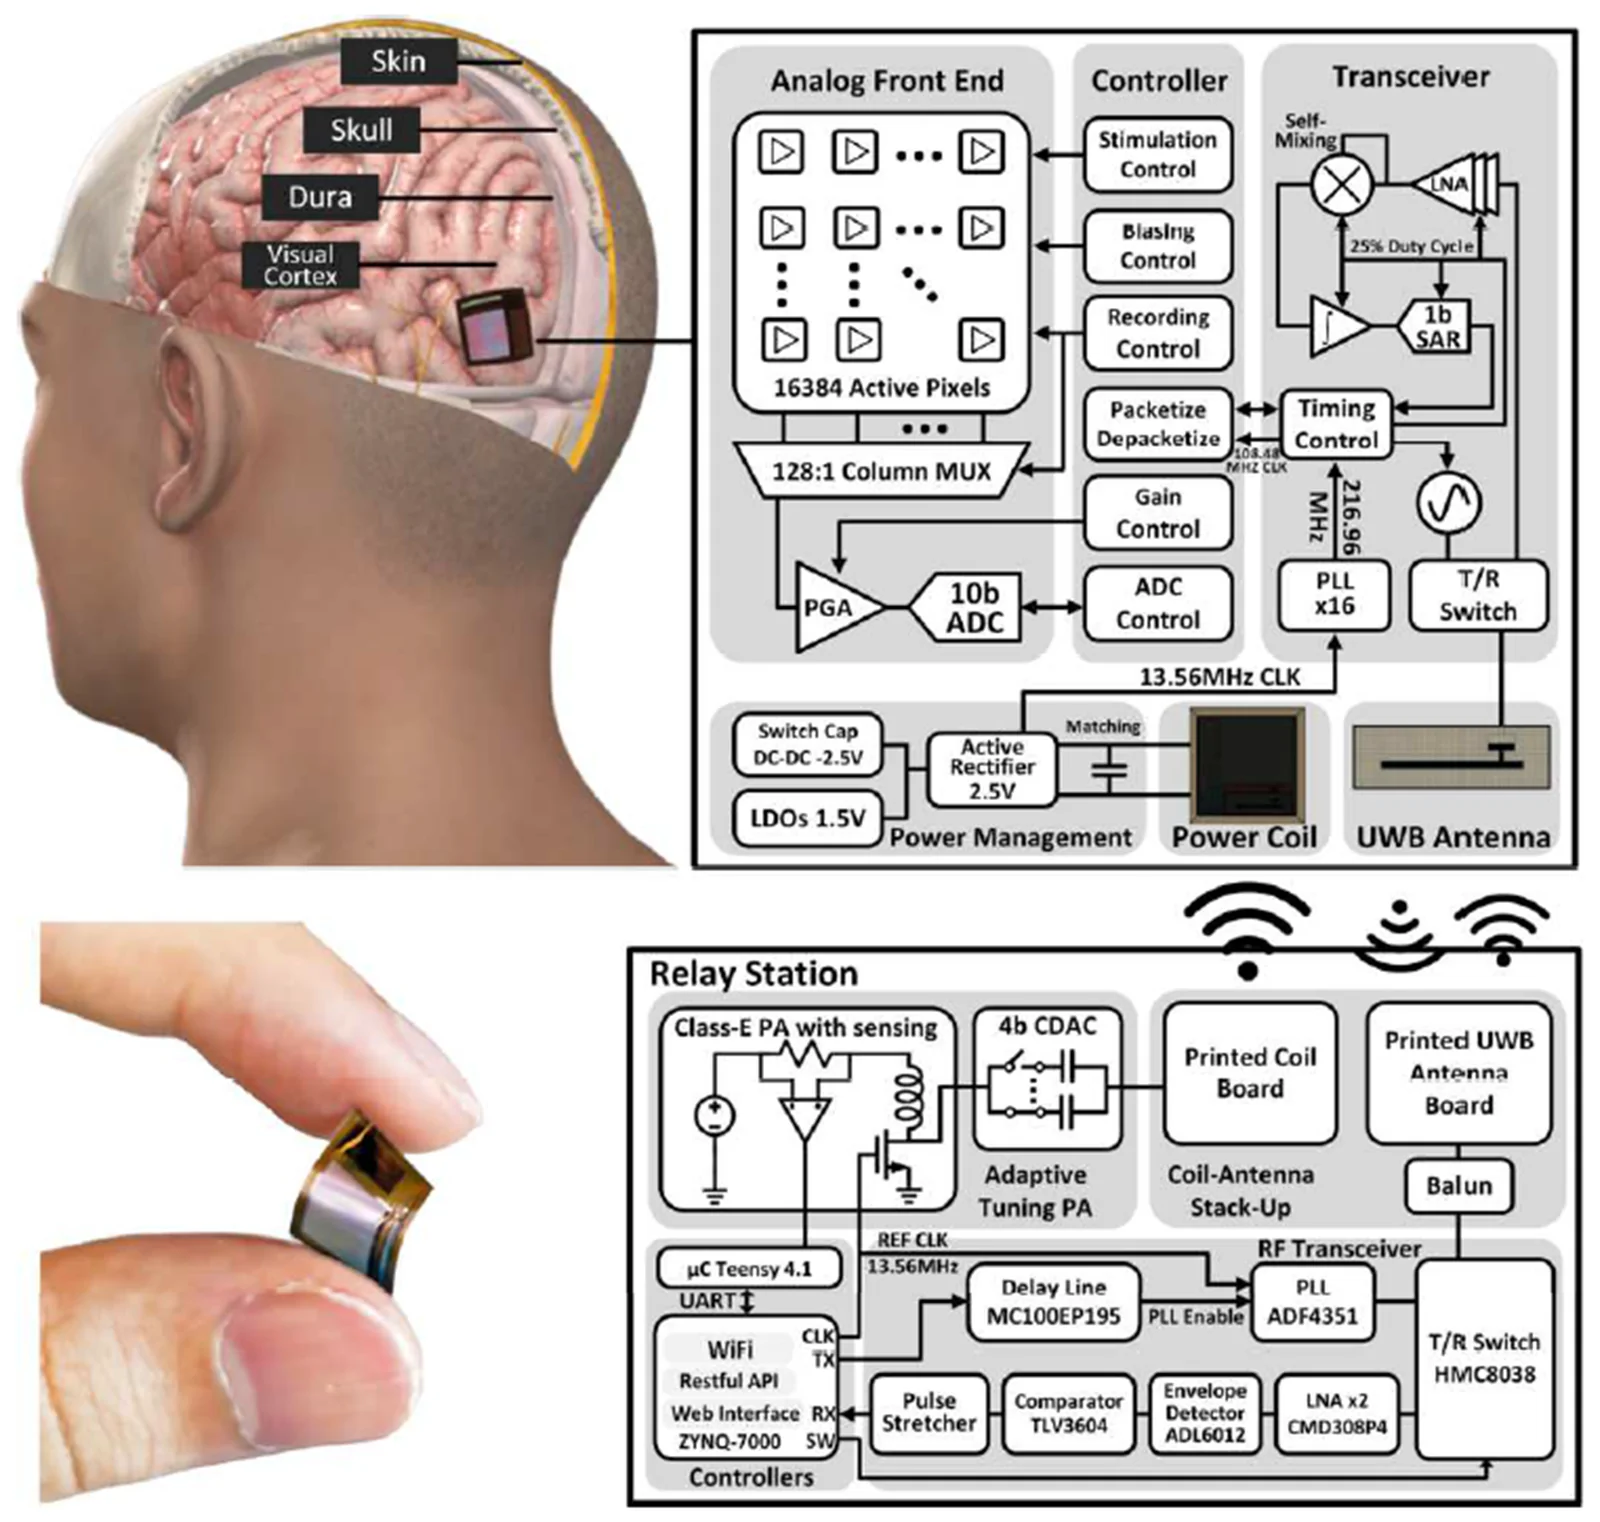 Skin
Skull
Dura
Visual
Cortex
Analog Front End
16384 Active Pixels
128:1 Column MUX
PGA
10b
ADC
Controller
Stimulation
Control
Biasing
Control
Recording
Control
Packetize
Depacketize
Gain
Control
ADC
Control
Transceiver
Self-
Mixing
LNA
25% Duty Cycle
∫
1b
SAR
Timing
Control
108.48
MHZ CLK
216.96
MHz
PLL
x16
T/R
Switch
13.56MHz CLK
Switch Cap
DC-DC -2.5V
LDOs 1.5V
Active
Rectifier
2.5V
Matching
Power Management
Power Coil
UWB Antenna
Relay Station
Class-E PA with sensing
4b CDAC
Adaptive
Tuning PA
Printed Coil
Board
Printed UWB
Antenna
Board
Coil-Antenna
Stack-Up
Balun
µC Teensy 4.1
UART
WiFi
Restful API
Web Interface
ZYNQ-7000
CLK
TX
RX
SW
Controllers
REF CLK
13.56MHz
RF Transceiver
Delay Line
MC100EP195
PLL Enable
PLL
ADF4351
T/R Switch
HMC8038
Pulse
Stretcher
Comparator
TLV3604
Envelope
Detector
ADL6012
LNA x2
CMD308P4